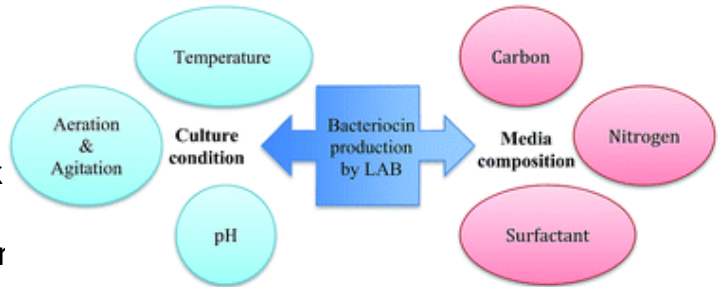 Temperature
Carbon
Aeration
&
Agitation
Culture
condition
Bacteriocin
production
by LAB
Media
composition
Nitrogen
pH
Surfactant